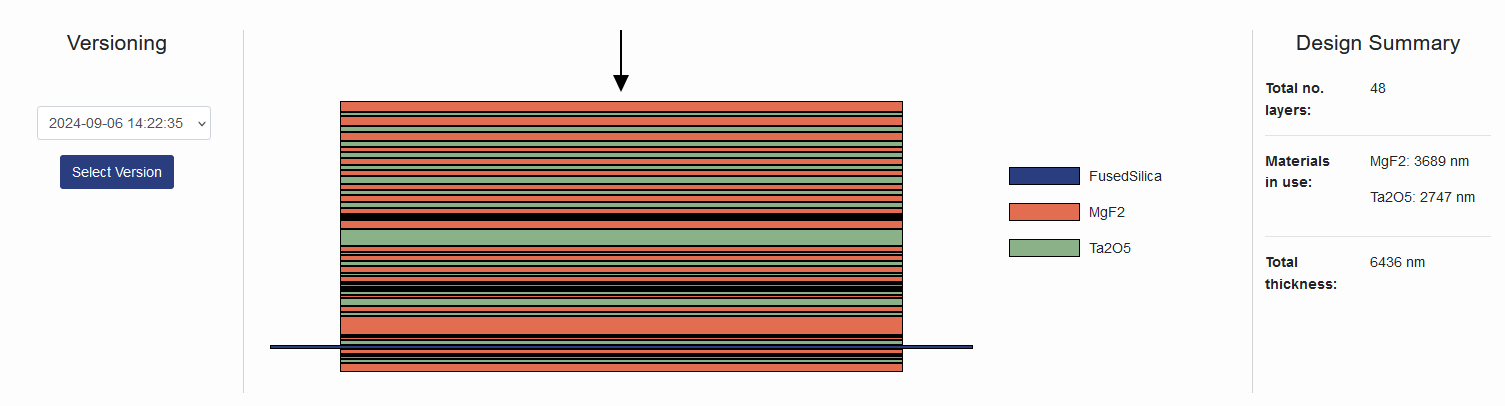 Versioning
2024-09-06 14:22:35
Select Version
FusedSilica
MgF2
Ta2O5
Design Summary
Total no. layers: 48
Materials in use: MgF2: 3689 nm
Ta2O5: 2747 nm
Total thickness: 6436 nm